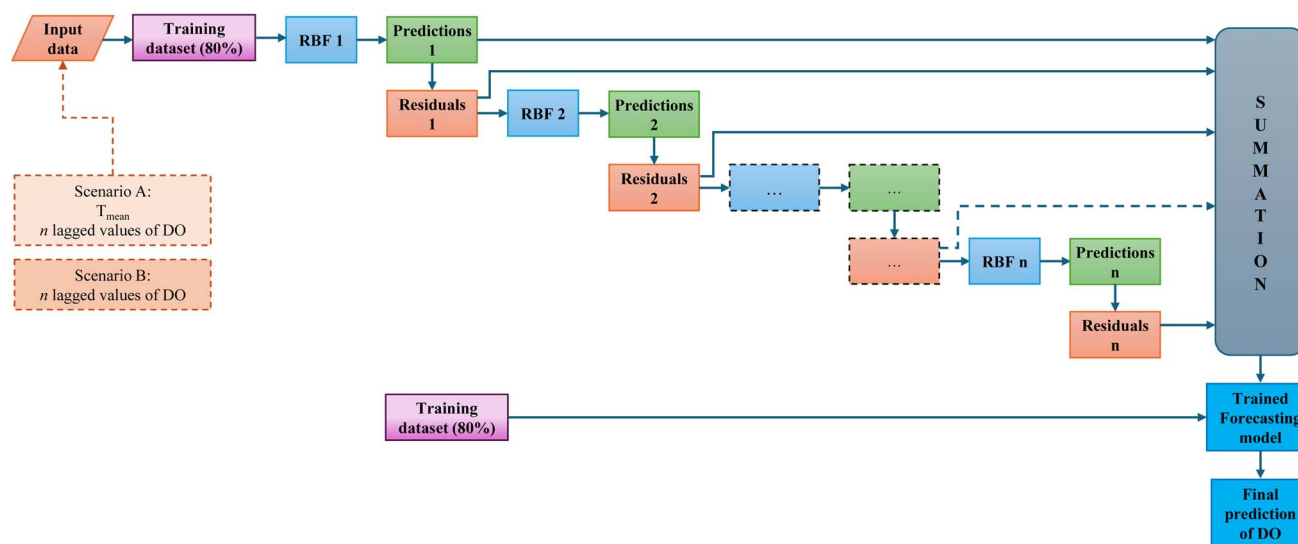 Input
data
Training
dataset (80%)
RBF 1
Predictions
1
Residuals
1
RBF 2
Predictions
2
Residuals
2
...
...
...
RBF n
Predictions
n
Residuals
n
S
U
M
M
A
T
I
O
N
Scenario A:
Tmean
n lagged values of DO
Scenario B:
n lagged values of DO
Training
dataset (80%)
Trained
Forecasting
model
Final
prediction
of DO